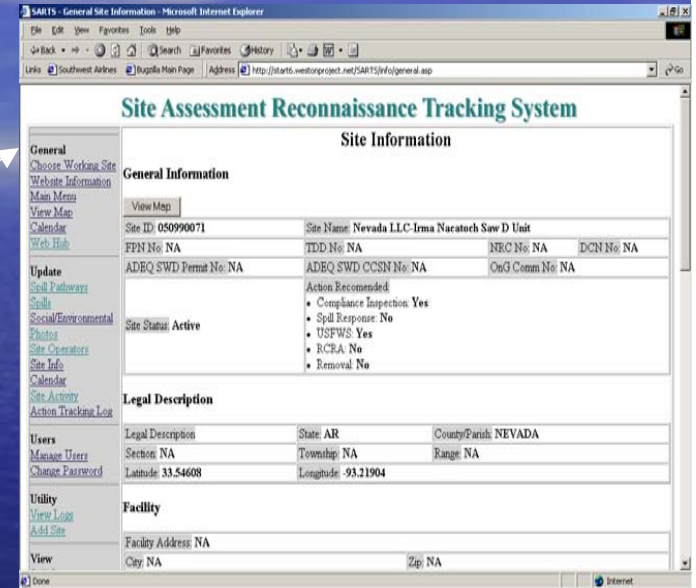 SARTS - General Site Information - Microsoft Internet Explorer
File Edit View Favorites Tools Help
Back Search Favorites History
Links Southwest Airlines Bugzilla Main Page Address http://start6.westonproject.net/SARTS/info/general.asp Go
Site Assessment Reconnaissance Tracking System
General
Choose Working Site
Website Information
Main Menu
View Map
Calendar
Web Hub
Update
Spill Pathways
Spills
Social/Environmental
Photos
Site Operators
Site Info
Calendar
Site Activity
Action Tracking Log
Users
Manage Users
Change Password
Utility
View Logs
Add Site
View
Site Information
General Information
View Map
Site ID: 050990071 Site Name: Nevada LLC-Irma Nacatoch Saw D Unit
FPN No: NA TDD No: NA NRC No: NA DCN No: NA
ADEQ SWD Permit No: NA ADEQ SWD CCSN No: NA OnG Comm No: NA
Site Status: Active
Action Recomended:
• Compliance Inspection: Yes
• Spill Response: No
• USFWS: Yes
• RCRA: No
• Removal: No
Legal Description
Legal Description State: AR County/Parish: NEVADA
Section: NA Township: NA Range: NA
Latitude: 33.54608 Longitude: -93.21904
Facility
Facility Address: NA
City: NA Zip: NA
Done Internet